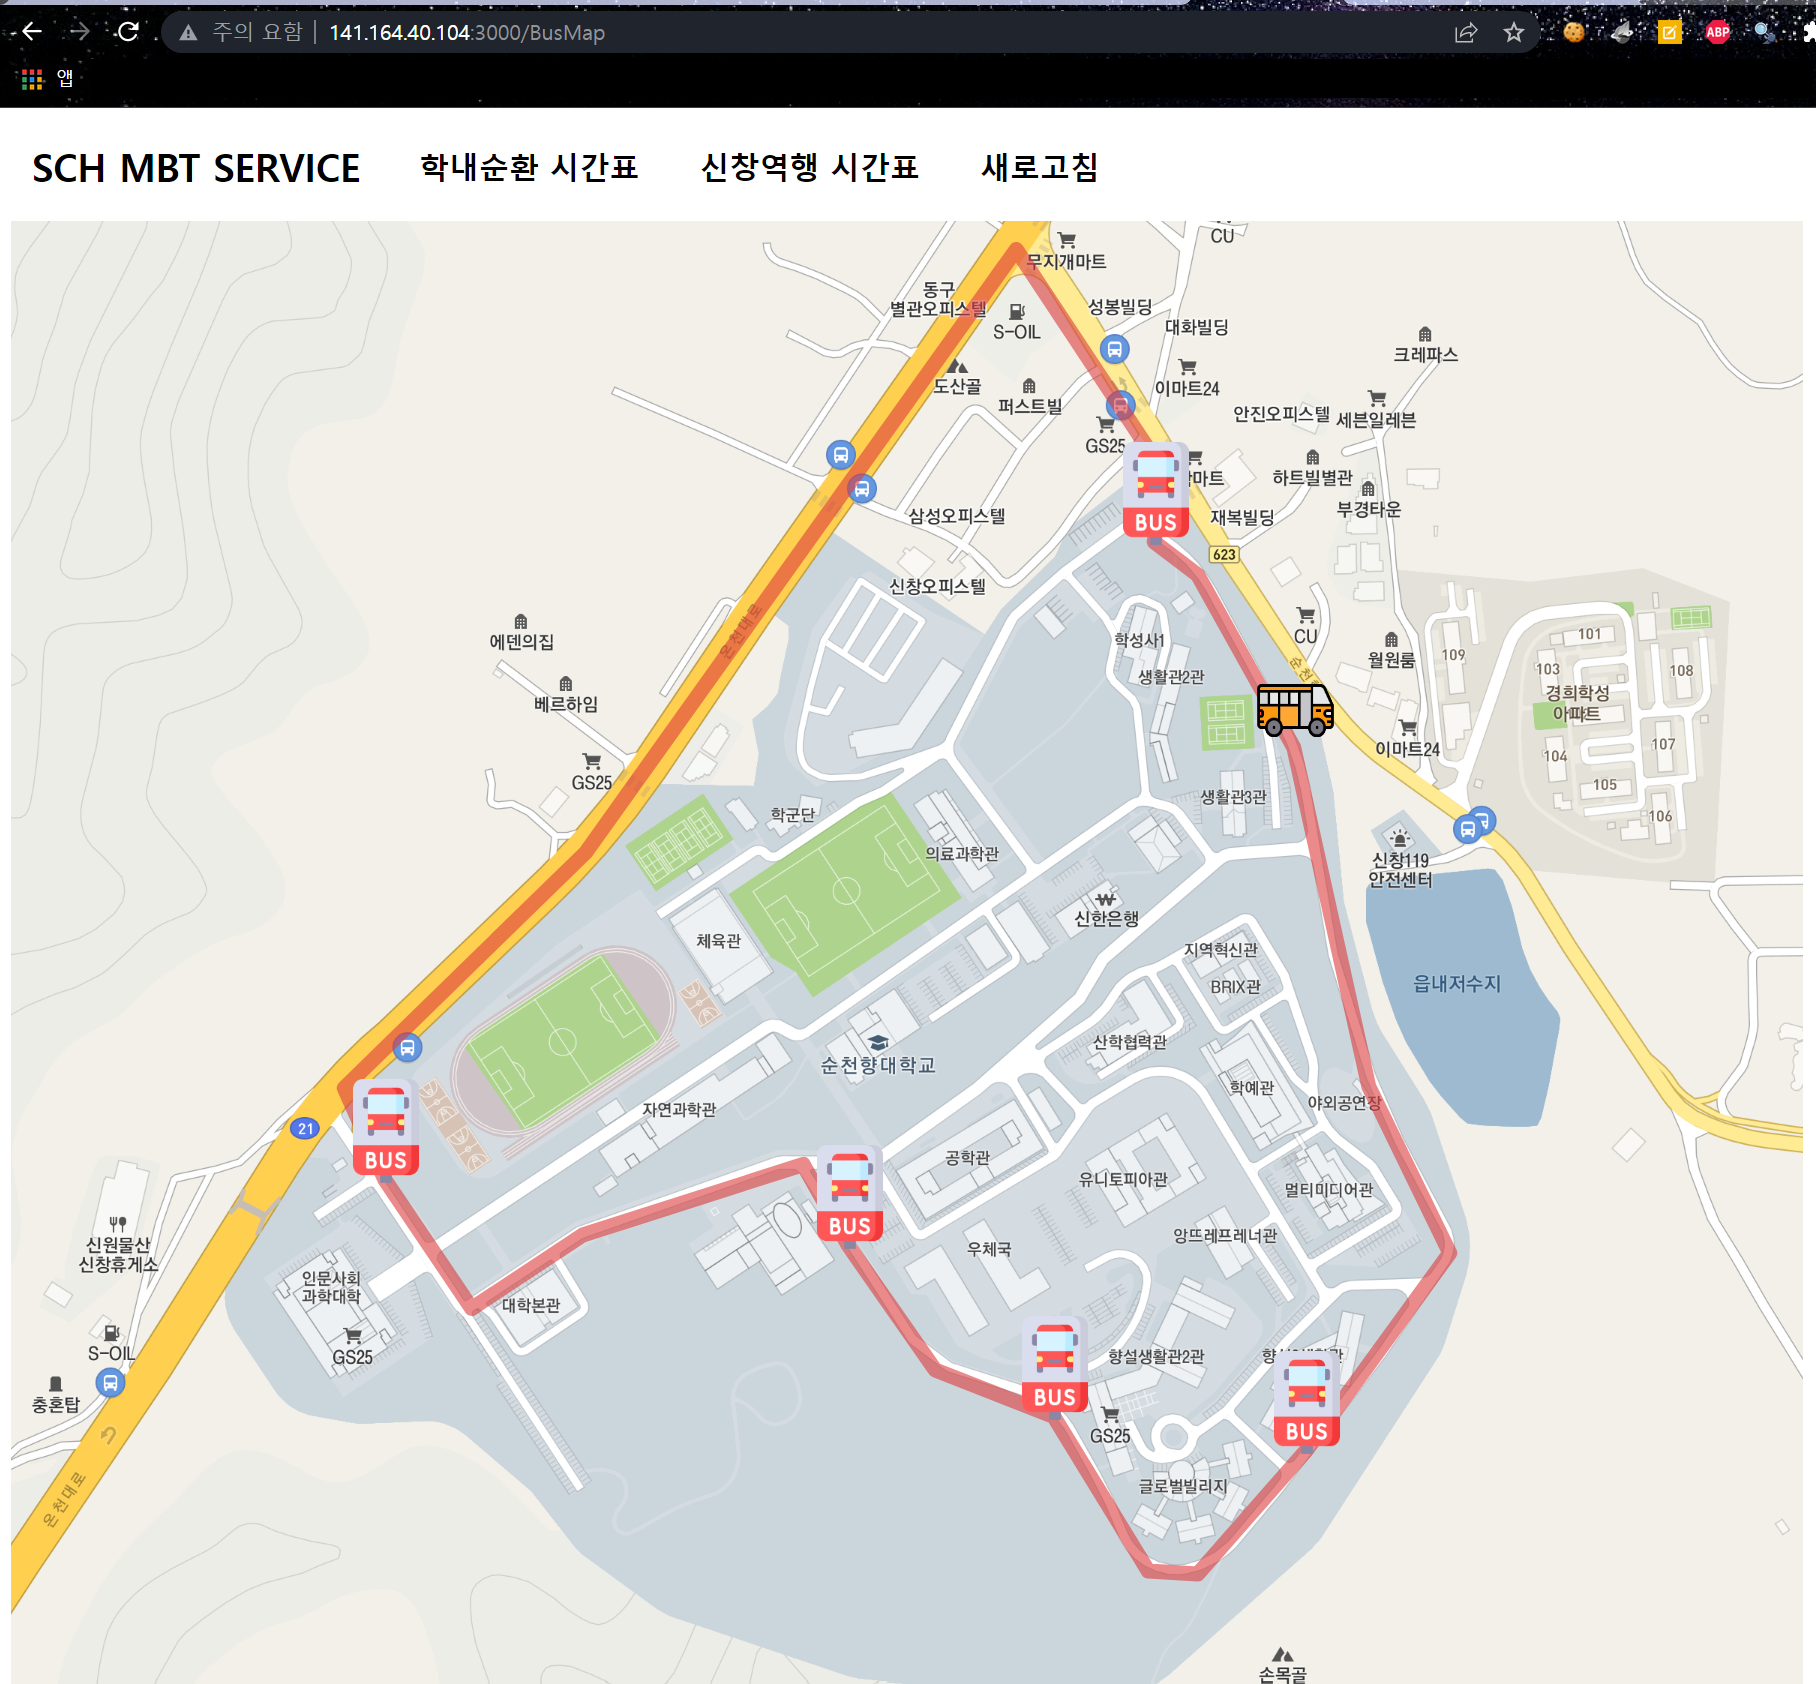 주의 요함 | 141.164.40.104:3000/BusMap
앱
SCH MBT SERVICE 학내순환 시간표 신창역행 시간표 새로고침
CU
무지개마트
동구
별관오피스텔
성봉빌딩
S-OIL
대화빌딩
크레파스
도산골
이마트24
퍼스트빌
안진오피스텔
세븐일레븐
GS25
하트빌별관
마트
부경타운
삼성오피스텔
BUS
재복빌딩
623
신창오피스텔
온천대로
에덴의집
학성사1
CU
월원룸
생활관2관
101
109
103
108
경희학성
아파트
베르하임
이마트24
107
104
GS25
105
생활관3관
106
학군단
의료과학관
신창119
안전센터
신한은행
체육관
지역혁신관
읍내저수지
BRIX관
산학협력관
순천향대학교
학예관
야외공연장
자연과학관
21
BUS
공학관
유니토피아관
멀티미디어관
BUS
앙뜨레프레너관
우체국
신원물산
신창휴게소
인문사회
과학대학
대학본관
S-OIL
GS25
향설생활관2관
BUS
충혼탑
BUS
GS25
글로벌빌리지
온천대로
손목골